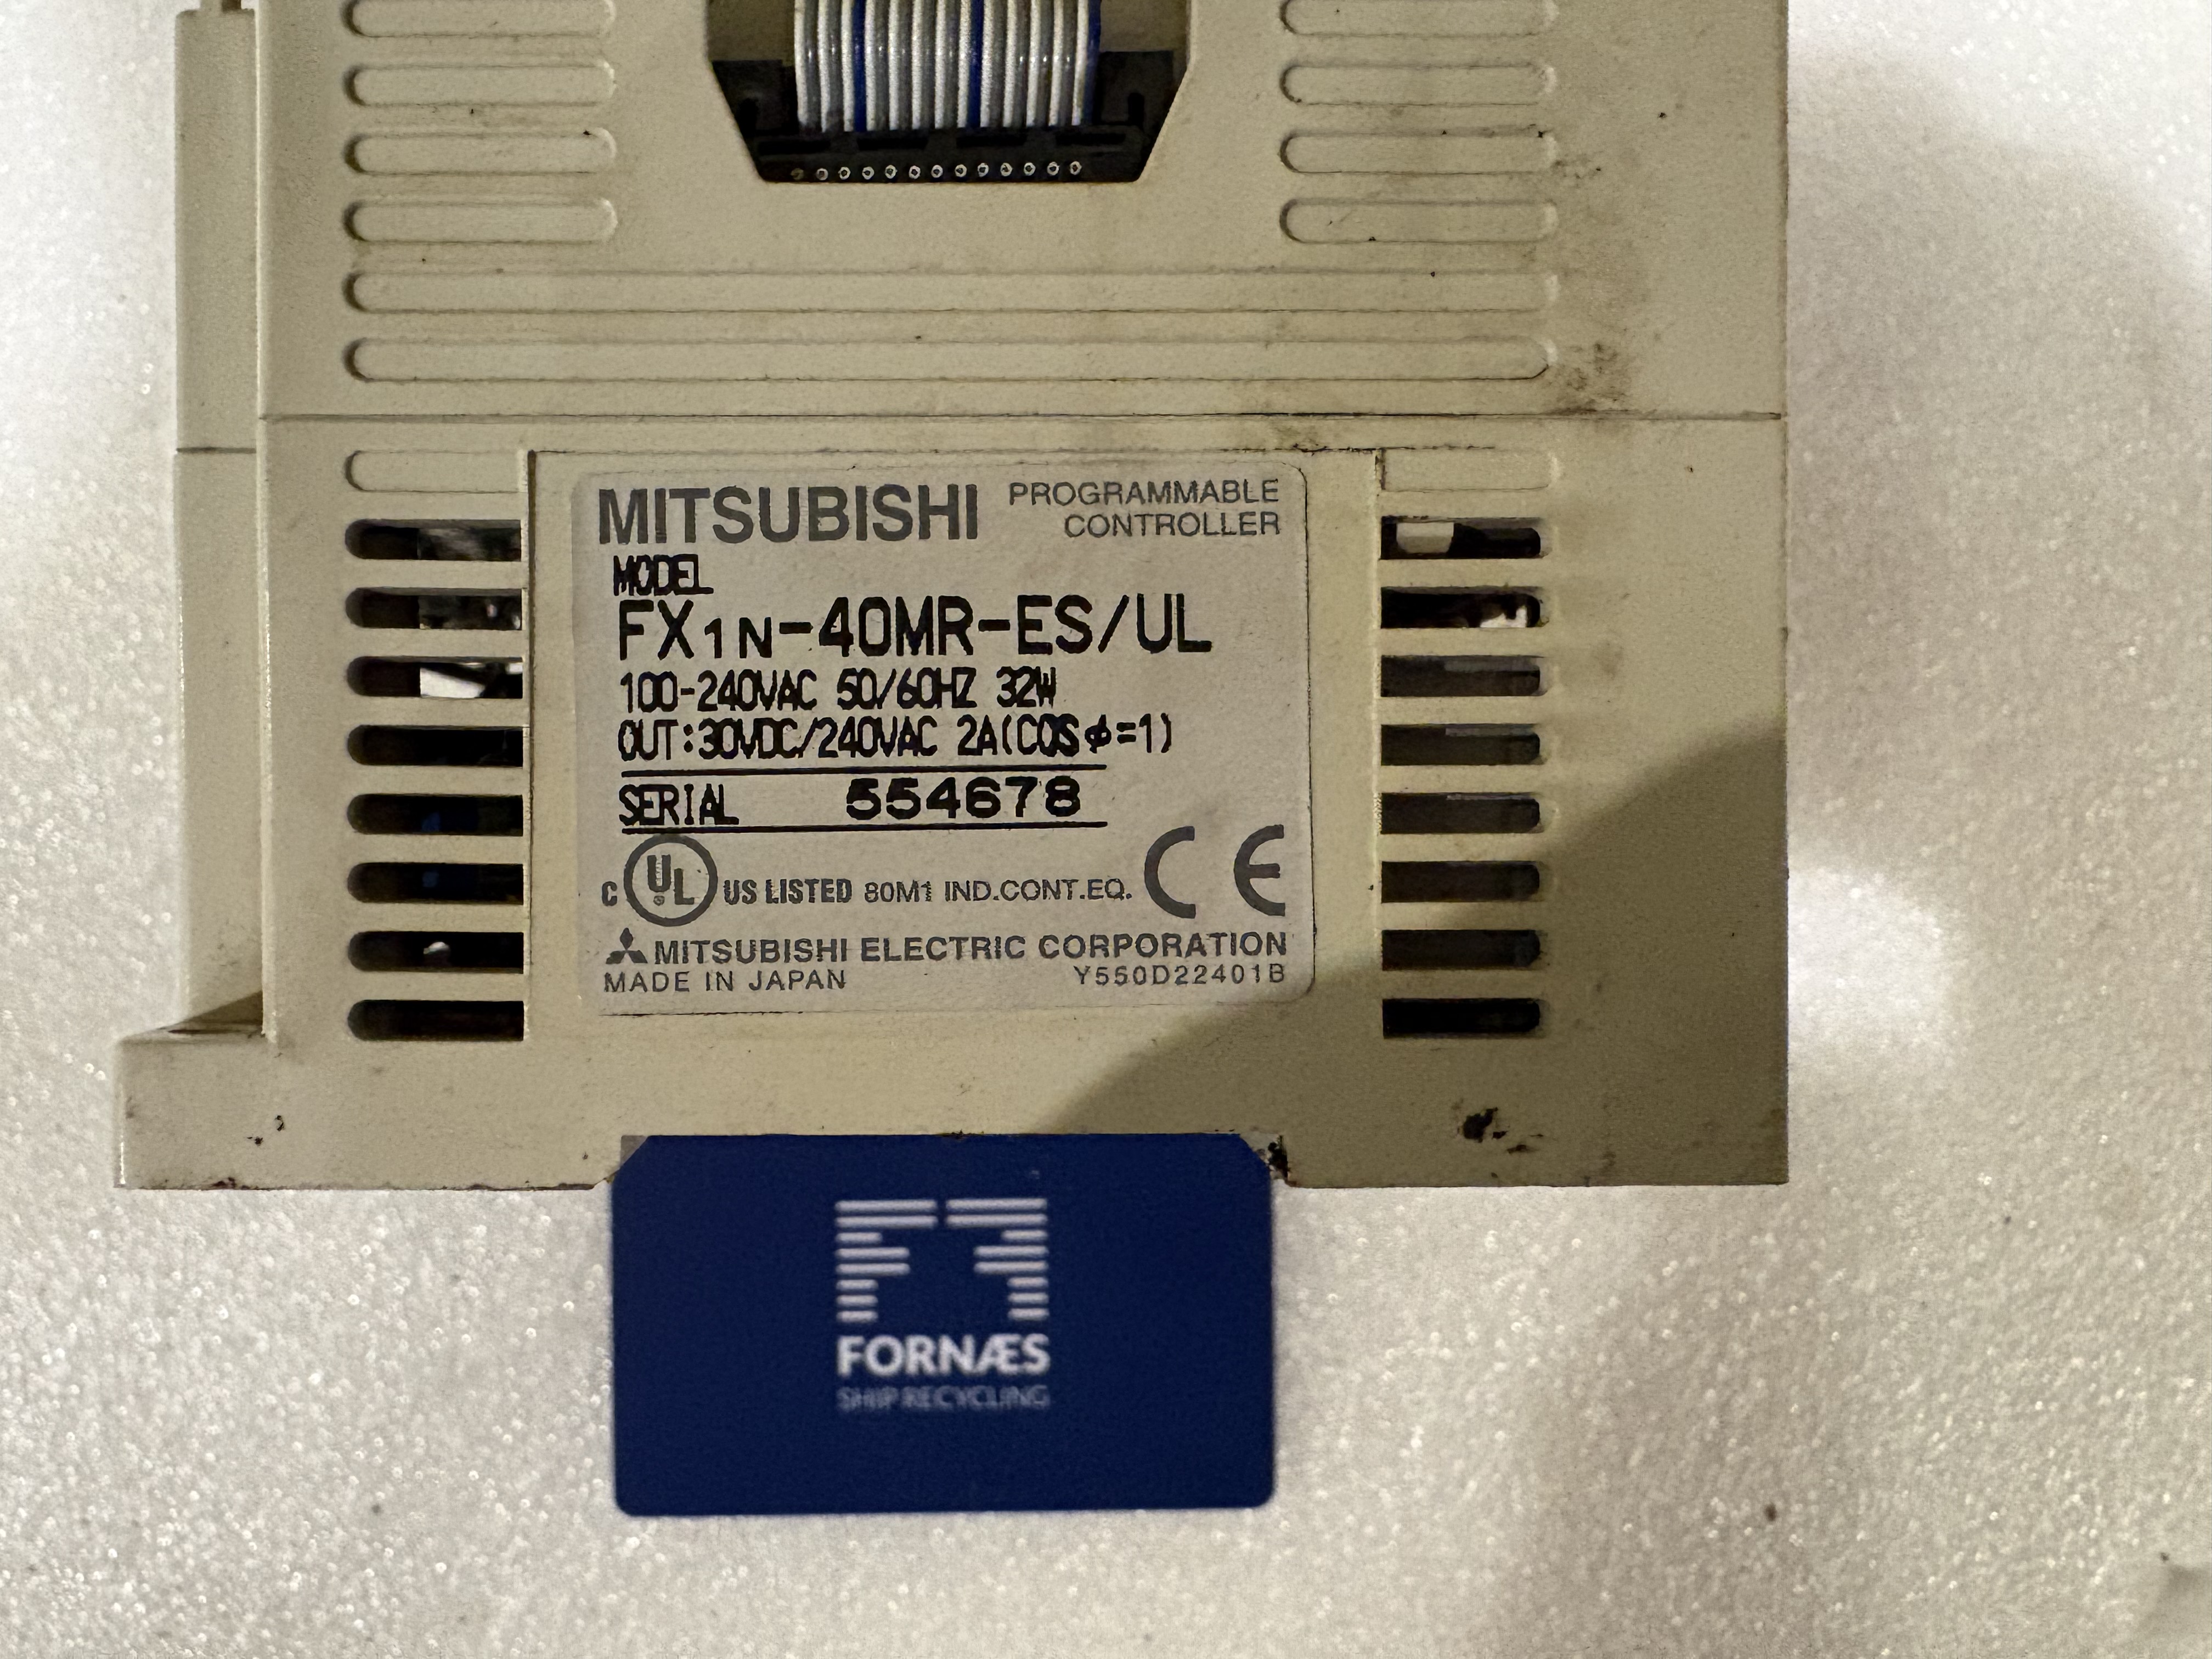 MITSUBISHI PROGRAMMABLE CONTROLLER
MODEL
FX1N-40MR-ES/UL
100-240VAC 50/60HZ 32W
OUT:30VDC/240VAC 2A(COSφ=1)
SERIAL 554678
C UL US LISTED 80M1 IND.CONT.EQ. CE
MITSUBISHI ELECTRIC CORPORATION
MADE IN JAPAN Y550D22401B
FORNÆS
SHIP RECYCLING